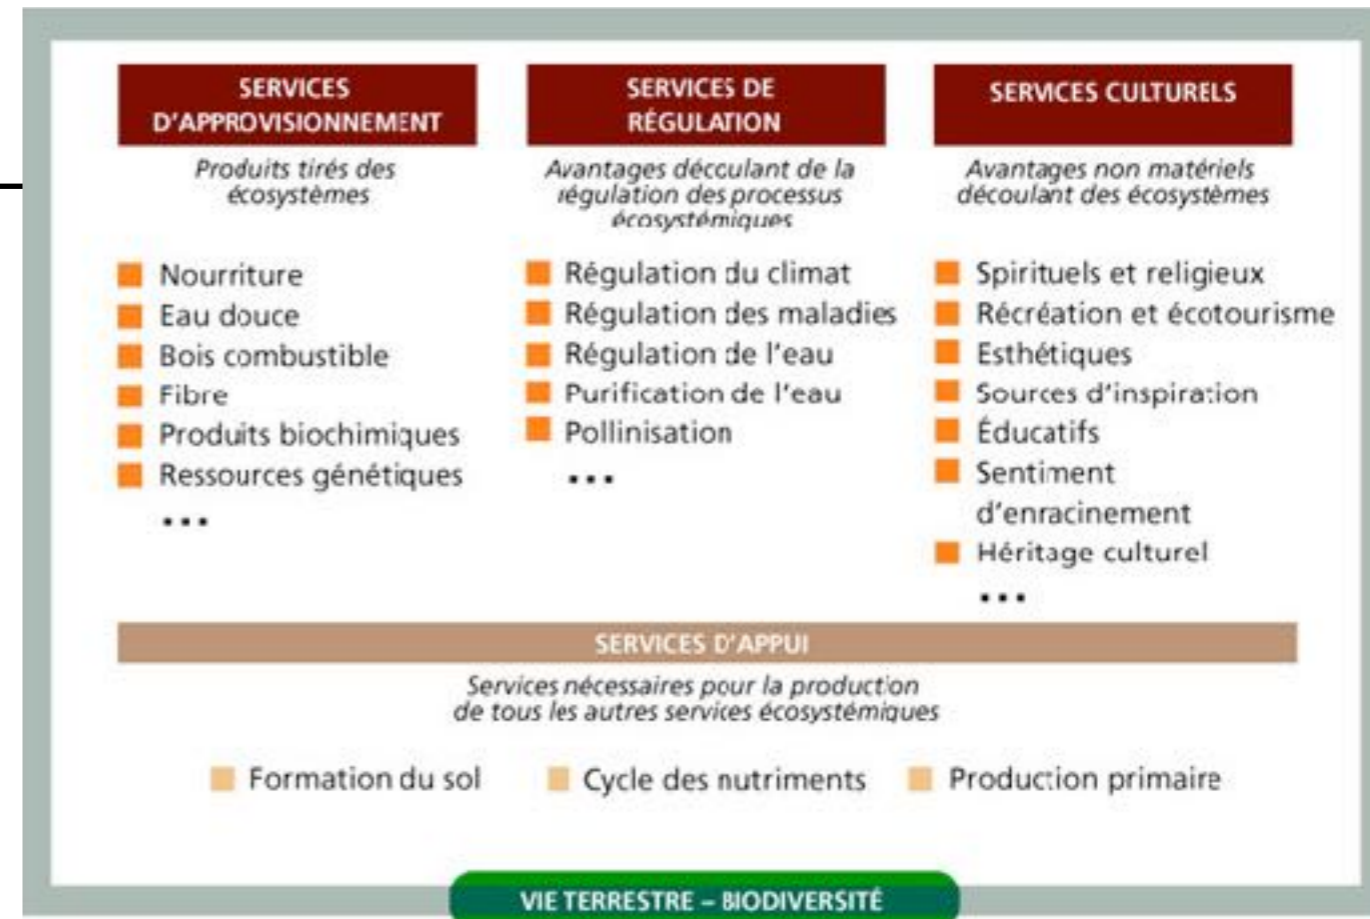 SERVICES
D'APPROVISIONNEMENT
Produits tirés des
écosystèmes
Nourriture
Eau douce
Bois combustible
Fibre
Produits biochimiques
Ressources génétiques
...
SERVICES DE
RÉGULATION
Avantages découlant de la
régulation des processus
écosystémiques
Régulation du climat
Régulation des maladies
Régulation de l'eau
Purification de l'eau
Pollinisation
...
SERVICES CULTURELS
Avantages non matériels
découlant des écosystèmes
Spirituels et religieux
Récréation et écotourisme
Esthétiques
Sources d'inspiration
Éducatifs
Sentiment
d'enracinement
Héritage culturel
...
SERVICES D'APPUI
Services nécessaires pour la production
de tous les autres services écosystémiques
Formation du sol
Cycle des nutriments
Production primaire
VIE TERRESTRE – BIODIVERSITÉ